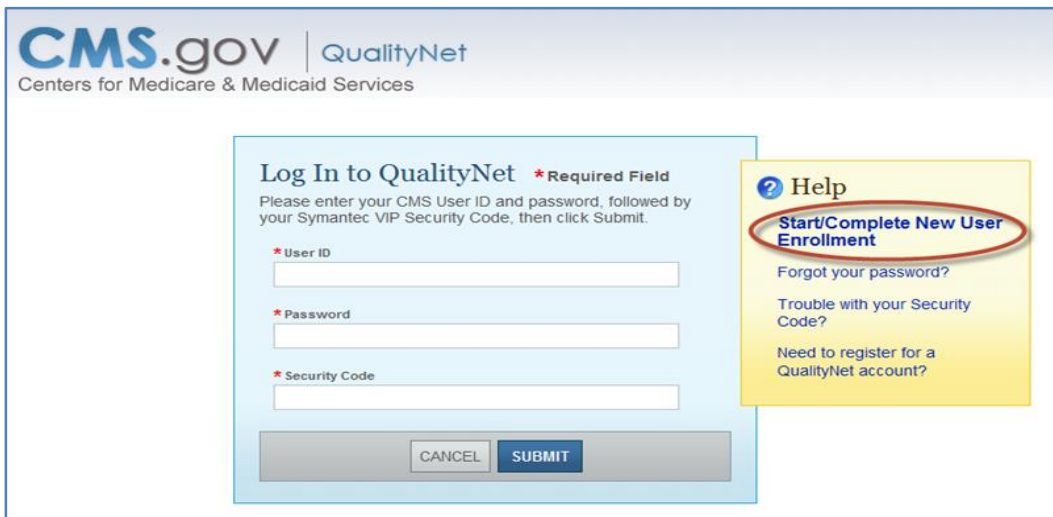 CMS.gov | QualityNet
Centers for Medicare & Medicaid Services
Log In to QualityNet * Required Field
Please enter your CMS User ID and password, followed by
your Symantec VIP Security Code, then click Submit.
* User ID
* Password
* Security Code
CANCEL SUBMIT
? Help
Start/Complete New User
Enrollment
Forgot your password?
Trouble with your Security
Code?
Need to register for a
QualityNet account?